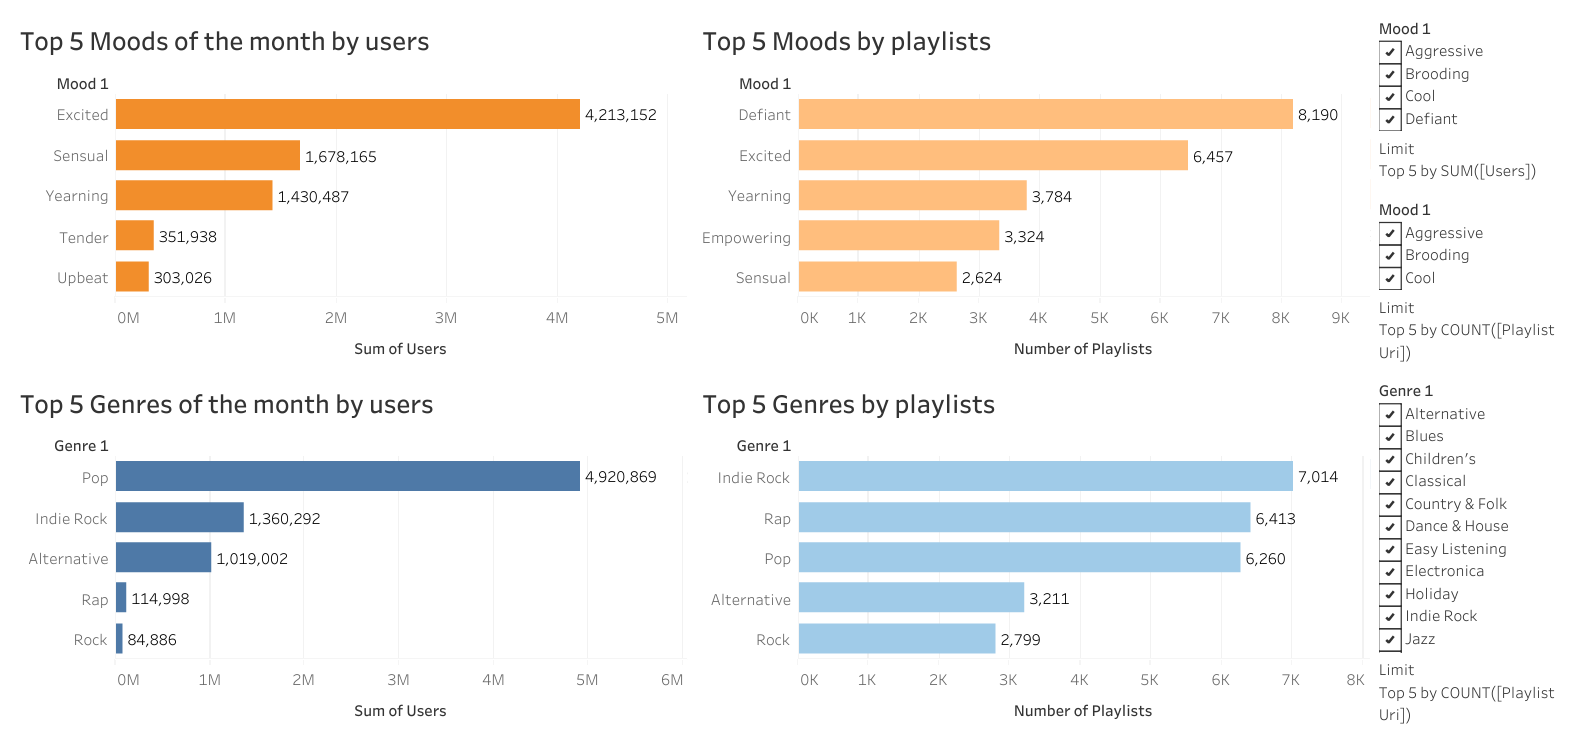 Top 5 Moods of the month by users
Mood 1
Excited
4,213,152
Sensual
1,678,165
Yearning
1,430,487
Tender
351,938
Upbeat
303,026
0M 1M 2M 3M 4M 5M
Sum of Users
Top 5 Moods by playlists
Mood 1
Defiant
8,190
Excited
6,457
Yearning
3,784
Empowering
3,324
Sensual
2,624
0K 1K 2K 3K 4K 5K 6K 7K 8K 9K
Number of Playlists
Mood 1
Aggressive
Brooding
Cool
Defiant
Limit
Top 5 by SUM([Users])
Mood 1
Aggressive
Brooding
Cool
Limit
Top 5 by COUNT([Playlist
Uri])
Top 5 Genres of the month by users
Genre 1
Pop
4,920,869
Indie Rock
1,360,292
Alternative
1,019,002
Rap
114,998
Rock
84,886
0M 1M 2M 3M 4M 5M 6M
Sum of Users
Top 5 Genres by playlists
Genre 1
Indie Rock
7,014
Rap
6,413
Pop
6,260
Alternative
3,211
Rock
2,799
0K 1K 2K 3K 4K 5K 6K 7K 8K
Number of Playlists
Genre 1
Alternative
Blues
Children's
Classical
Country & Folk
Dance & House
Easy Listening
Electronica
Holiday
Indie Rock
Jazz
Limit
Top 5 by COUNT([Playlist
Uri])